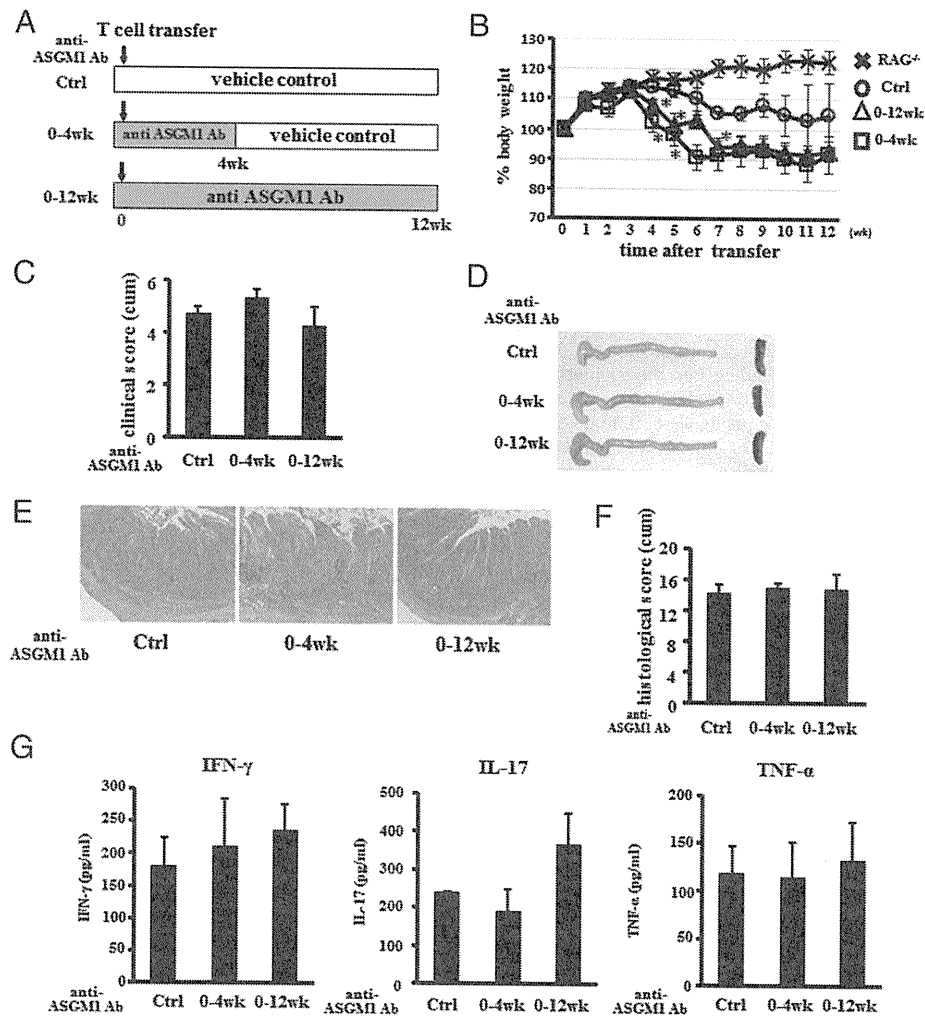 A
T cell transfer
anti-
ASGM1 Ab
Ctrl
vehicle control
0-4wk
anti ASGM1 Ab
vehicle control
4wk
0-12wk
anti ASGM1 Ab
0
12wk
B
% body weight
130
120
110
100
90
80
70
0 1 2 3 4 5 6 7 8 9 10 11 12 (wk)
time after transfer
* * * * *
RAG-/-
Ctrl
0-12wk
0-4wk
C
clinical score (cum)
6
4
2
0
anti-
ASGM1 Ab
Ctrl 0-4wk 0-12wk
D
anti-
ASGM1 Ab
Ctrl
0-4wk
0-12wk
E
anti-
ASGM1 Ab
Ctrl 0-4wk 0-12wk
F
histological score (cum)
20
16
12
8
4
0
anti-
ASGM1 Ab
Ctrl 0-4wk 0-12wk
G
IFN-γ
IFN-γ (pg/ml)
300
250
200
150
100
50
0
anti-
ASGM1 Ab
Ctrl 0-4wk 0-12wk
IL-17
IL-17 (pg/ml)
500
400
300
200
100
0
anti-
ASGM1 Ab
Ctrl 0-4wk 0-12wk
TNF-α
TNF-α (pg/ml)
200
150
100
50
0
anti-
ASGM1 Ab
Ctrl 0-4wk 0-12wk